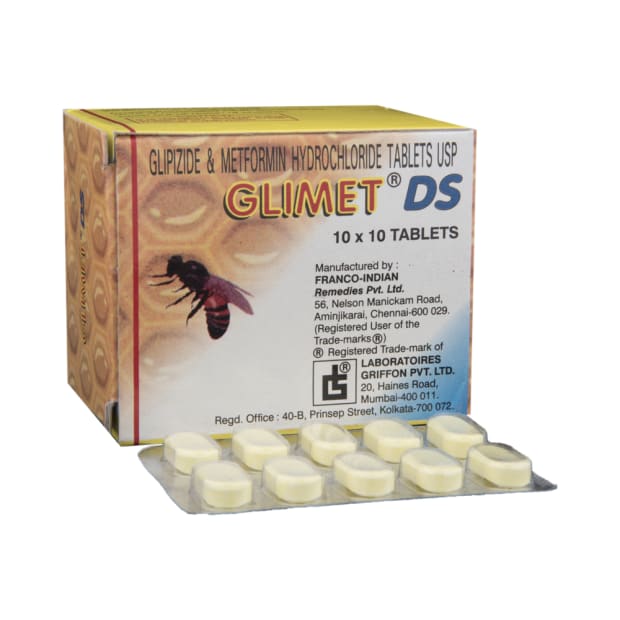 GLIPIZIDE & METFORMIN HYDROCHLORIDE TABLETS USP
GLIMET® DS
10 x 10 TABLETS
Manufactured by :
FRANCO-INDIAN
Remedies Pvt. Ltd.
56, Nelson Manickam Road,
Aminjikarai, Chennai-600 029.
(Registered User of the
Trade-marks®)
® Registered Trade-mark of
LABORATOIRES
GRIFFON PVT. LTD.
20, Haines Road,
Mumbai-400 011.
Regd. Office : 40-B, Prinsep Street, Kolkata-700 072.
DS